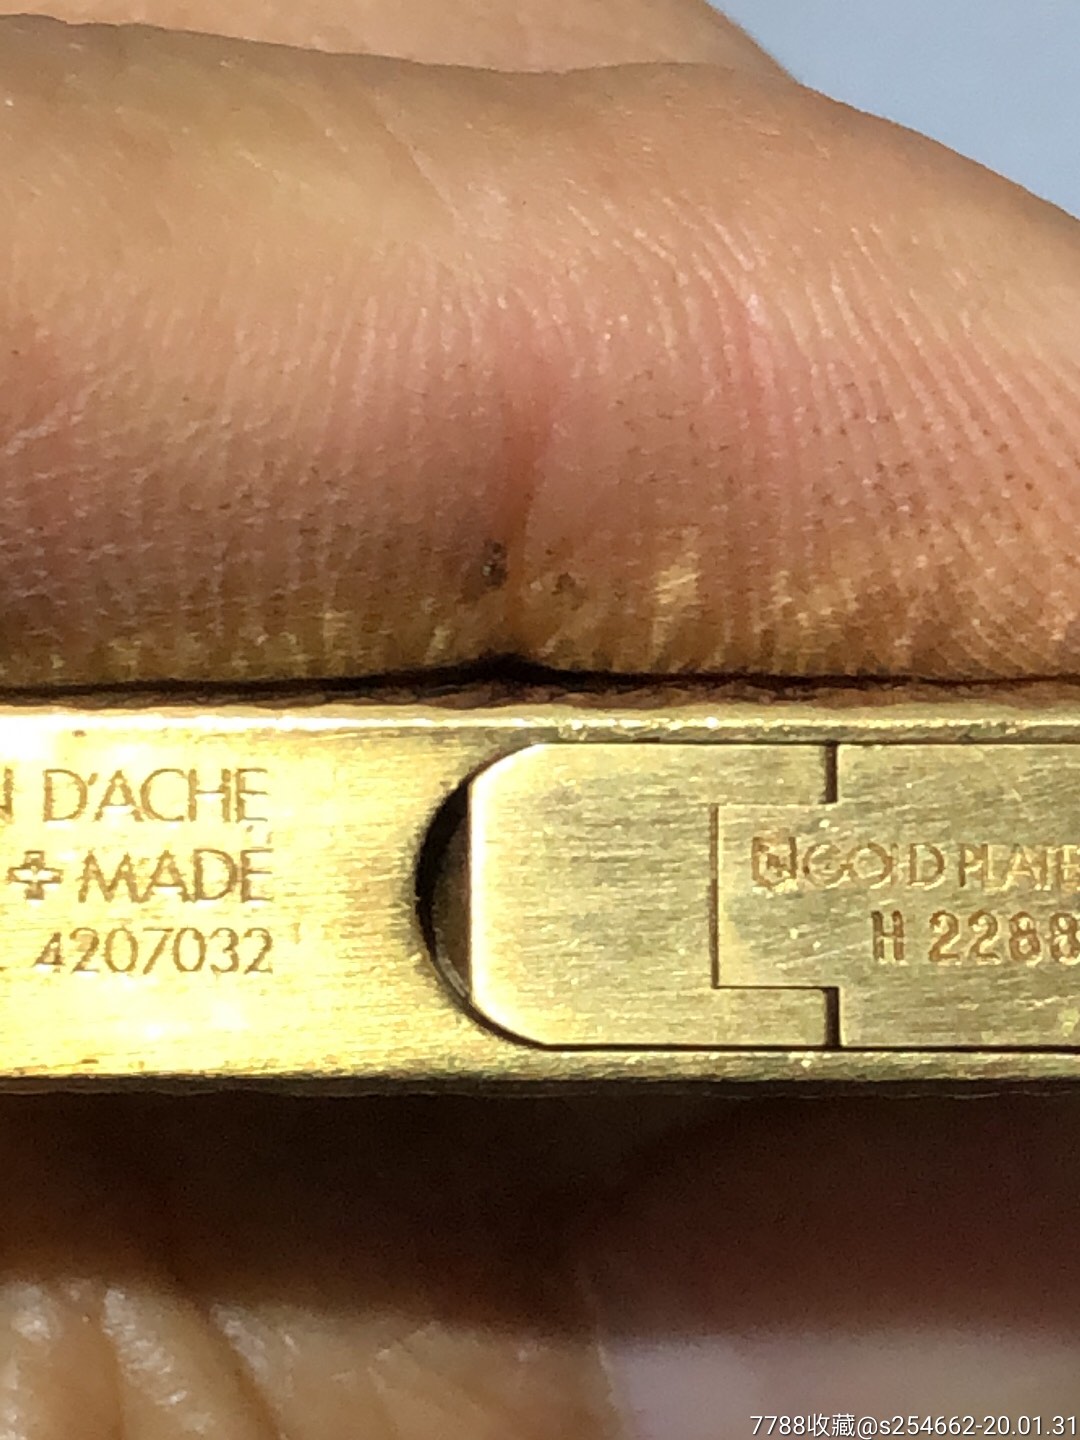 D'ACHE
MADE
4207032
GOLD PLATE
H 2288
7788收藏@s254662-20.01.31